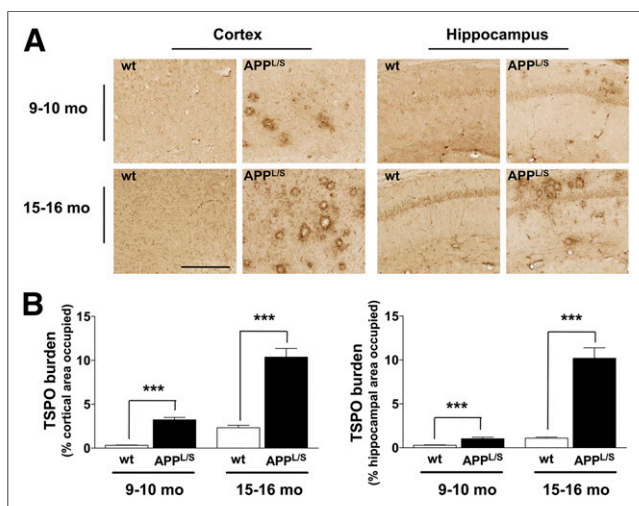 A
Cortex
Hippocampus
wt
APPL/S
wt
APPL/S
9-10 mo
wt
APPL/S
wt
APPL/S
15-16 mo
B
TSPO burden
(% cortical area occupied)
15
10
5
0
***
***
wt
APPL/S
wt
APPL/S
9-10 mo
15-16 mo
TSPO burden
(% hippocampal area occupied)
15
10
5
0
***
***
wt
APPL/S
wt
APPL/S
9-10 mo
15-16 mo